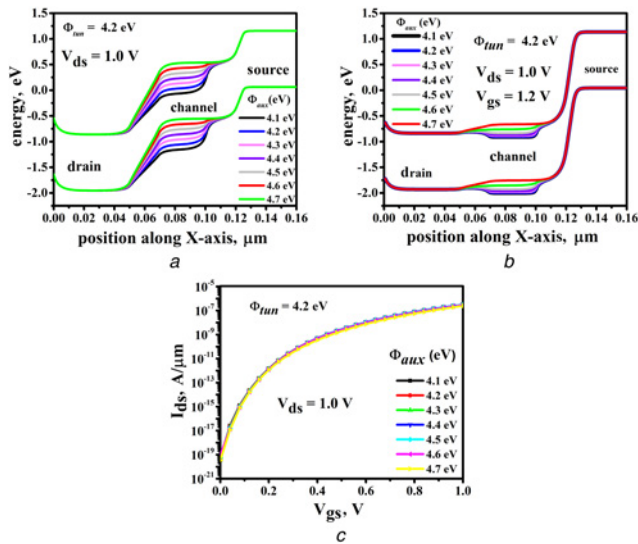 Φtun = 4.2 eV
Vds = 1.0 V
source
channel
drain
Φaux(eV)
4.1 eV
4.2 eV
4.3 eV
4.4 eV
4.5 eV
4.6 eV
4.7 eV
energy, eV
1.5
1.0
0.5
0.0
-0.5
-1.0
-1.5
-2.0
0.00 0.02 0.04 0.06 0.08 0.10 0.12 0.14 0.16
position along X-axis, μm
a
Φaux (eV)
4.1 eV
4.2 eV
4.3 eV
4.4 eV
4.5 eV
4.6 eV
4.7 eV
Φtun = 4.2 eV
Vds = 1.0 V
Vgs = 1.2 V
source
channel
drain
energy, eV
1.5
1.0
0.5
0.0
-0.5
-1.0
-1.5
-2.0
0.00 0.02 0.04 0.06 0.08 0.10 0.12 0.14 0.16
position along X-axis, μm
b
Φtun = 4.2 eV
Φaux (eV)
4.1 eV
4.2 eV
4.3 eV
4.4 eV
4.5 eV
4.6 eV
4.7 eV
Vds = 1.0 V
Ids, A/μm
10-5
10-7
10-9
10-11
10-13
10-15
10-17
10-19
10-21
0.0 0.2 0.4 0.6 0.8 1.0
Vgs, V
c